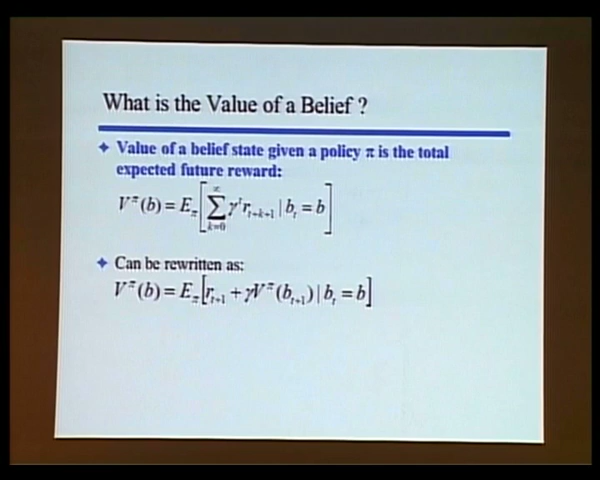 What is the Value of a Belief ?
✦ Value of a belief state given a policy π is the total
expected future reward:
V^π(b) = E_π[∑_{k=0}^{∞} γ^t r_{t+k+1} | b_t = b]
✦ Can be rewritten as:
V^π(b) = E_π[r_{t+1} + γV^π(b_{t+1}) | b_t = b]